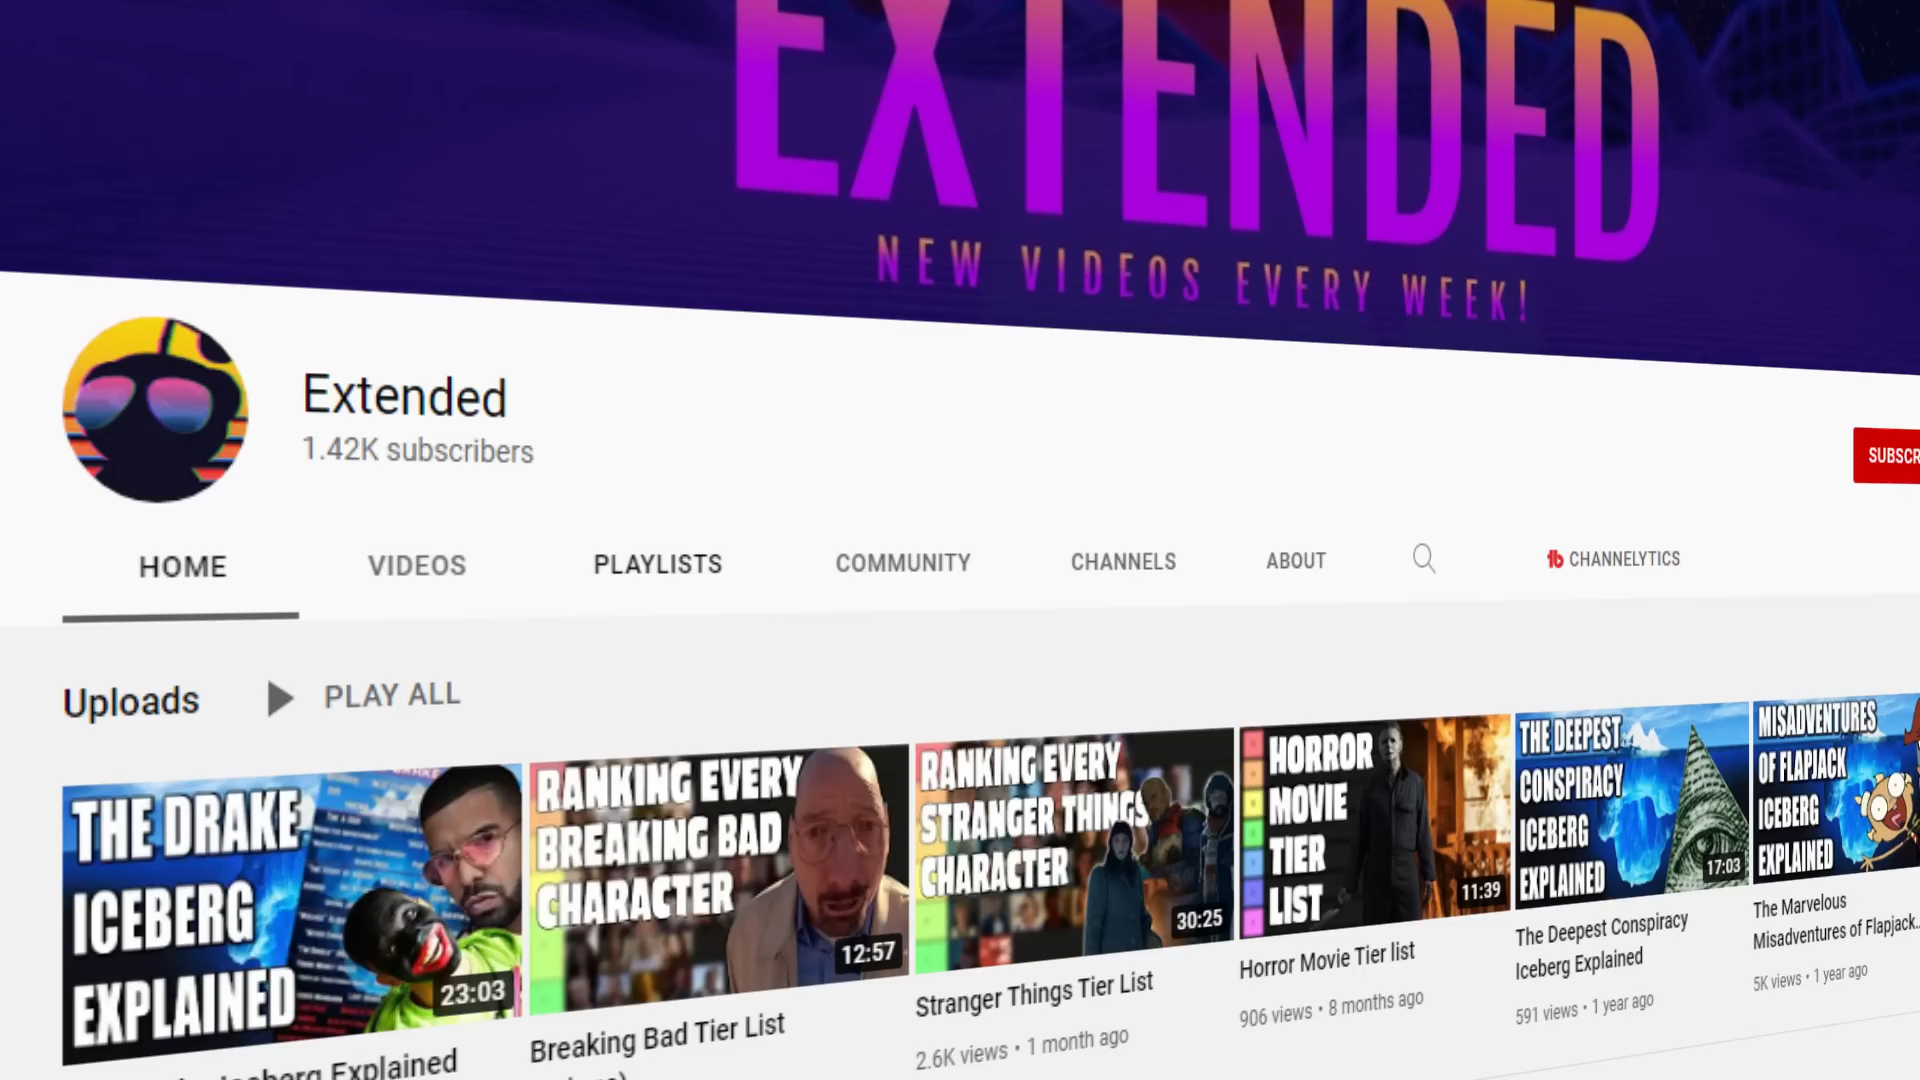 EXTENDED
NEW VIDEOS EVERY WEEK!
Extended
1.42K subscribers
SUBSCR
HOME
VIDEOS
PLAYLISTS
COMMUNITY
CHANNELS
ABOUT
CHANNELYTICS
Uploads
PLAY ALL
THE DRAKE
ICEBERG
EXPLAINED
23:03
Iceberg Explained
RANKING EVERY
BREAKING BAD
CHARACTER
12:57
Breaking Bad Tier List
RANKING EVERY
STRANGER THINGS
CHARACTER
30:25
Stranger Things Tier List
2.6K views • 1 month ago
HORROR
MOVIE
TIER
LIST
11:39
Horror Movie Tier list
906 views • 8 months ago
THE DEEPEST
CONSPIRACY
ICEBERG
EXPLAINED
17:03
The Deepest Conspiracy
Iceberg Explained
591 views • 1 year ago
MISADVENTURES
OF FLAPJACK
ICEBERG
EXPLAINED
The Marvelous
Misadventures of Flapjack...
5K views • 1 year ago